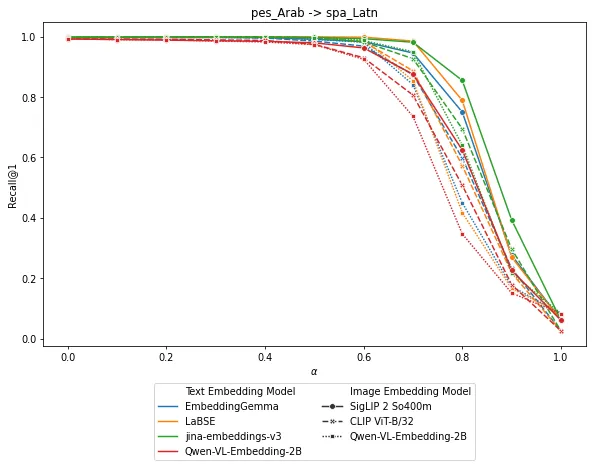 pes_Arab -> spa_Latn
Recall@1
1.0
0.8
0.6
0.4
0.2
0.0
0.0 0.2 0.4 0.6 0.8 1.0
α
Text Embedding Model
EmbeddingGemma
LaBSE
jina-embeddings-v3
Qwen-VL-Embedding-2B
Image Embedding Model
SigLIP 2 So400m
CLIP ViT-B/32
Qwen-VL-Embedding-2B